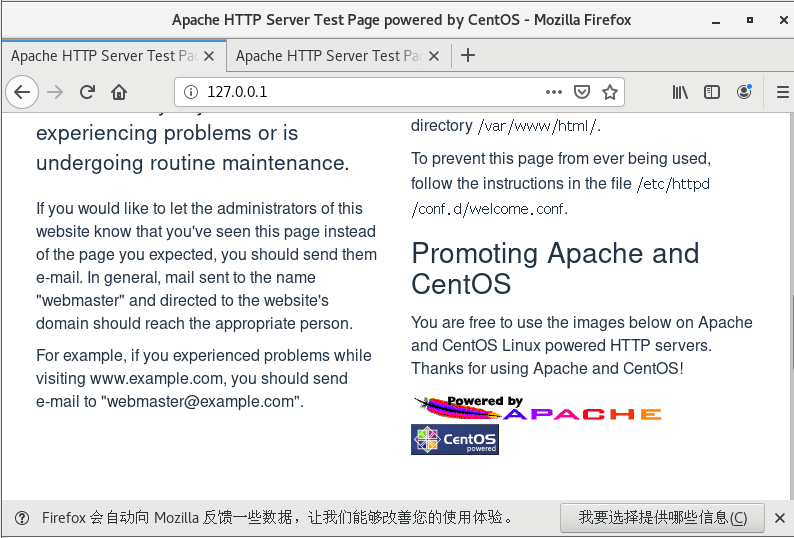 Apache HTTP Server Test Page powered by CentOS - Mozilla Firefox
Apache HTTP Server Test Pa
Apache HTTP Server Test Pa
127.0.0.1
experiencing problems or is
undergoing routine maintenance.
If you would like to let the administrators of this
website know that you've seen this page instead
of the page you expected, you should send them
e-mail. In general, mail sent to the name
"webmaster" and directed to the website's
domain should reach the appropriate person.
For example, if you experienced problems while
visiting www.example.com, you should send
e-mail to "webmaster@example.com".
directory /var/www/html/.
To prevent this page from ever being used,
follow the instructions in the file /etc/httpd
/conf.d/welcome.conf.
Promoting Apache and
CentOS
You are free to use the images below on Apache
and CentOS Linux powered HTTP servers.
Thanks for using Apache and CentOS!
Powered by
APACHE
CentOS
powered
Firefox 会自动向 Mozilla 反馈一些数据，让我们能够改善您的使用体验。
我要选择提供哪些信息(C)